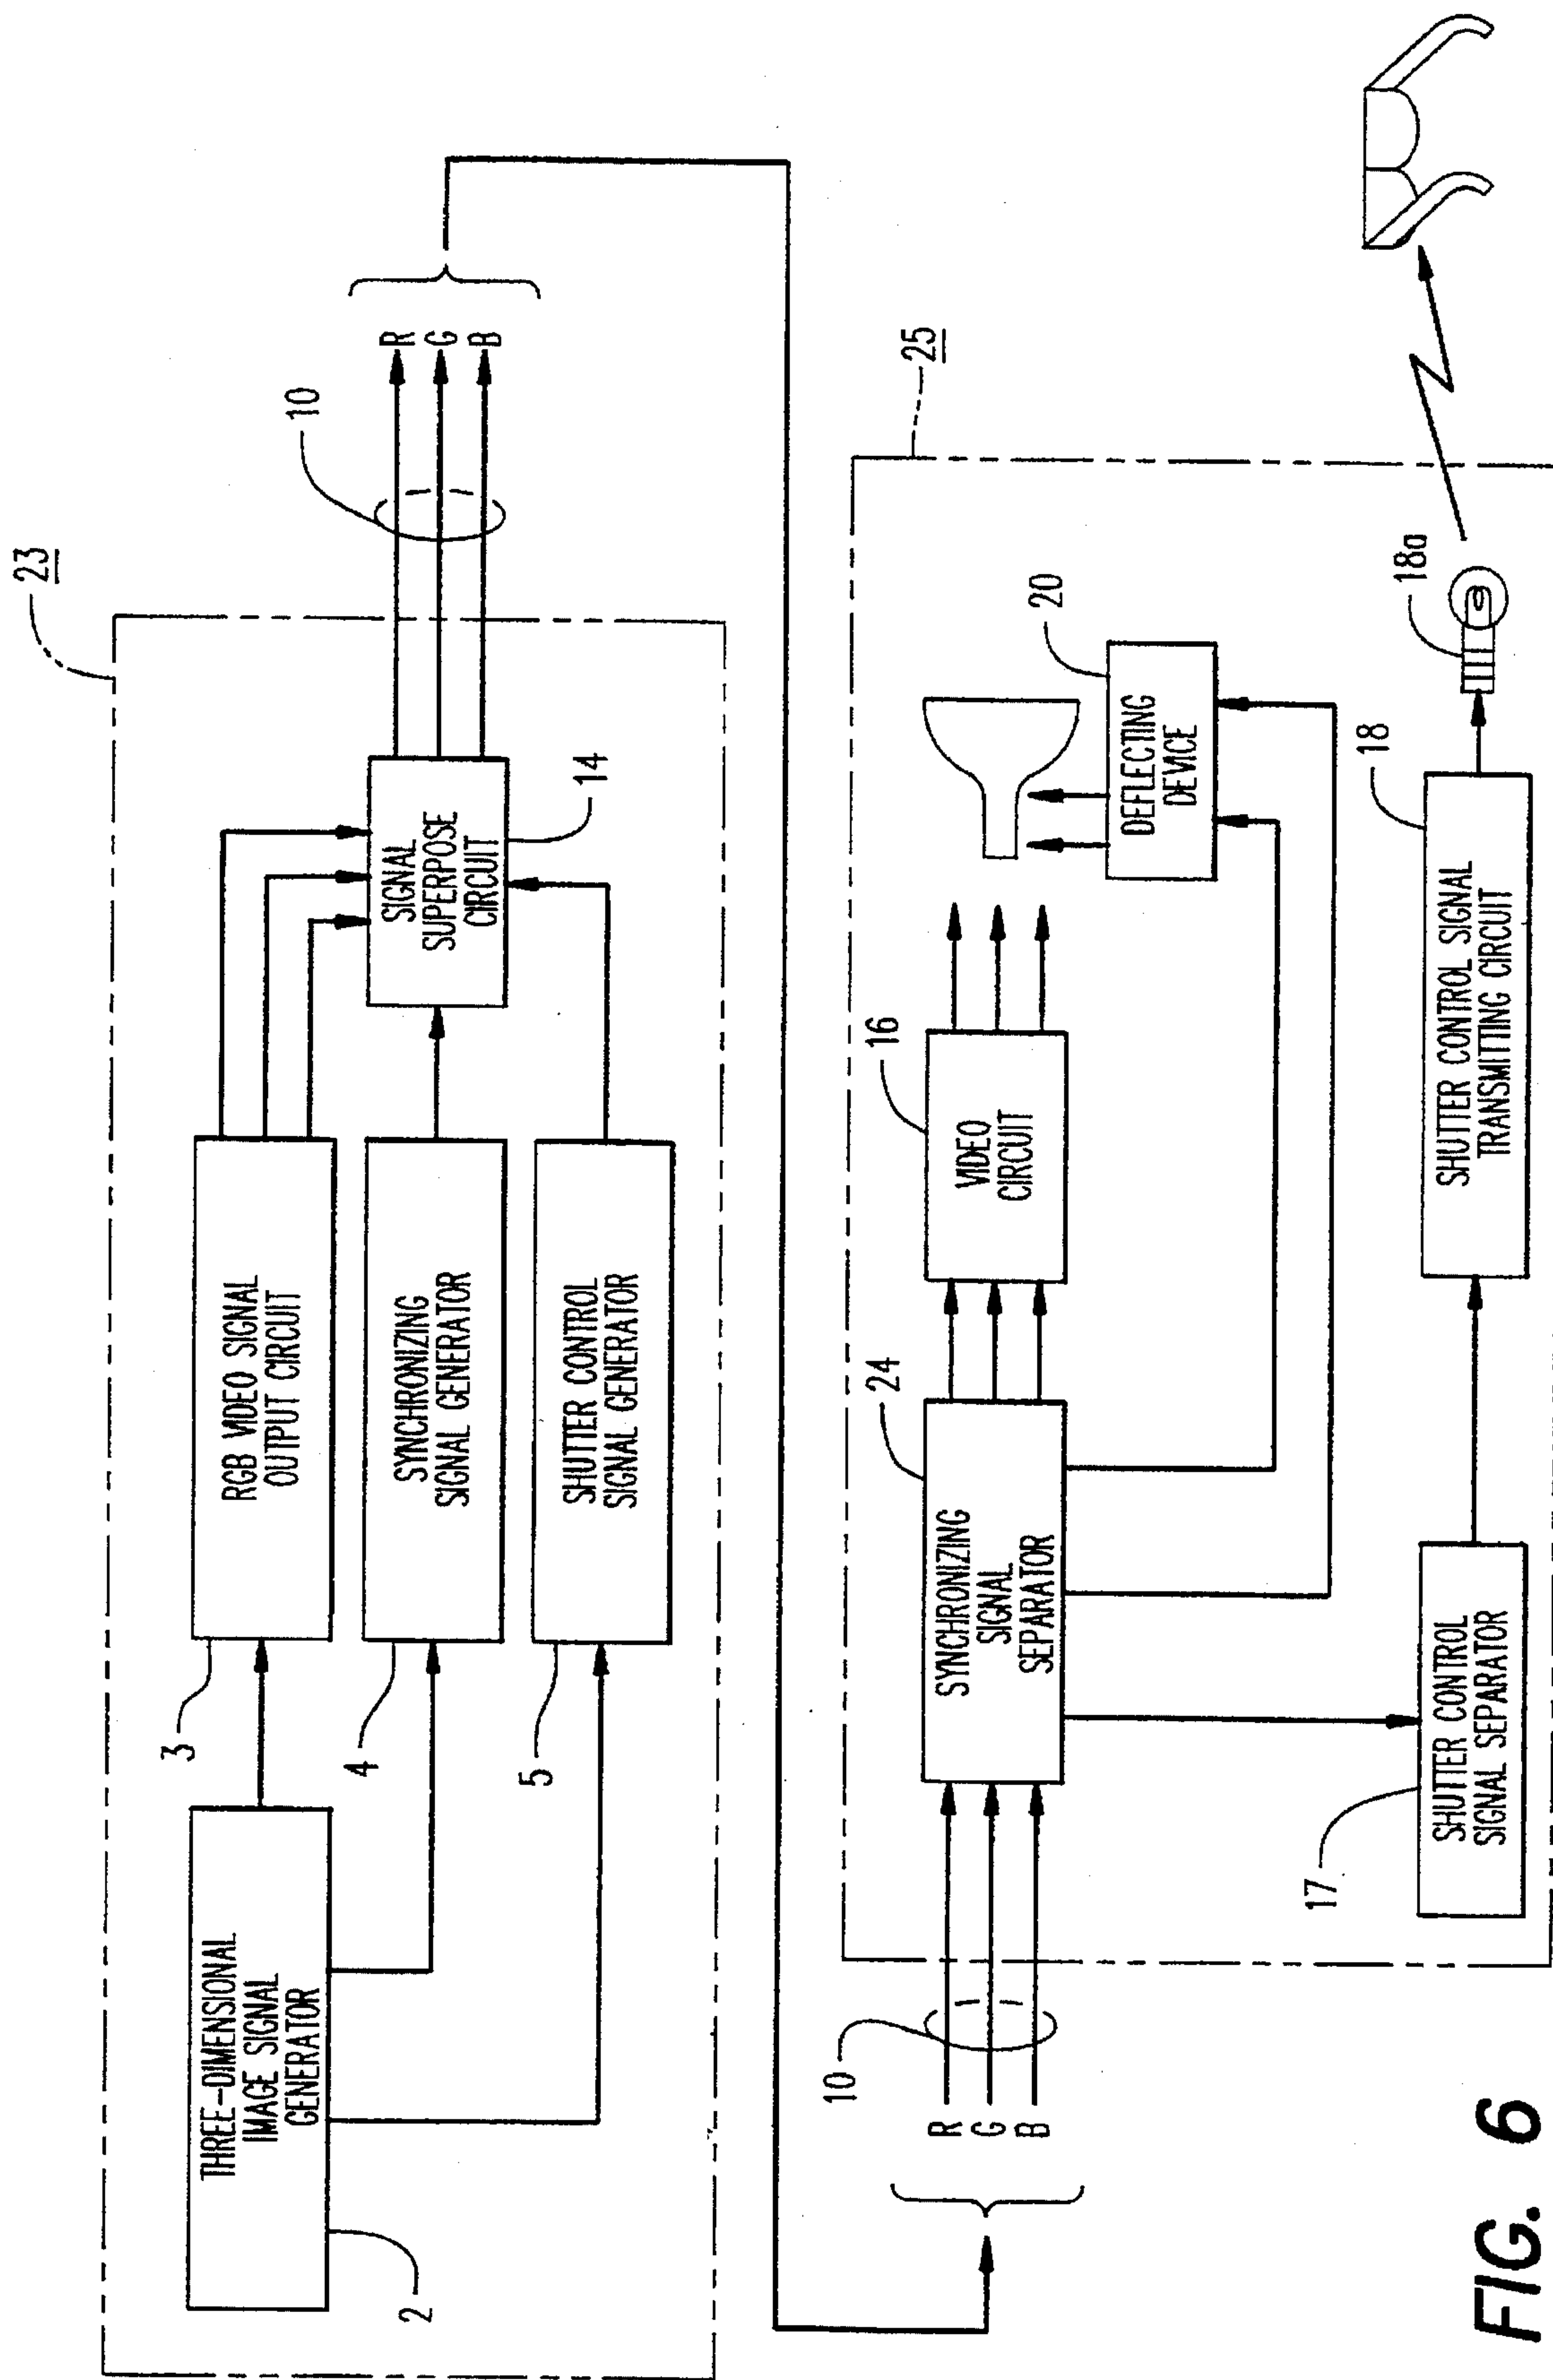 23
THREE-DIMENSIONAL
IMAGE SIGNAL
GENERATOR
2
RGB VIDEO SIGNAL
OUTPUT CIRCUIT
3
SYNCHRONIZING
SIGNAL GENERATOR
4
SHUTTER CONTROL
SIGNAL GENERATOR
5
SIGNAL
SUPERPOSE
CIRCUIT
14
10
R
G
B
25
10
R
G
B
SYNCHRONIZING
SIGNAL
SEPARATOR
24
VIDEO
CIRCUIT
16
DEFLECTING
DEVICE
20
SHUTTER CONTROL
SIGNAL SEPARATOR
17
SHUTTER CONTROL SIGNAL
TRANSMITTING CIRCUIT
18
18a
FIG. 6